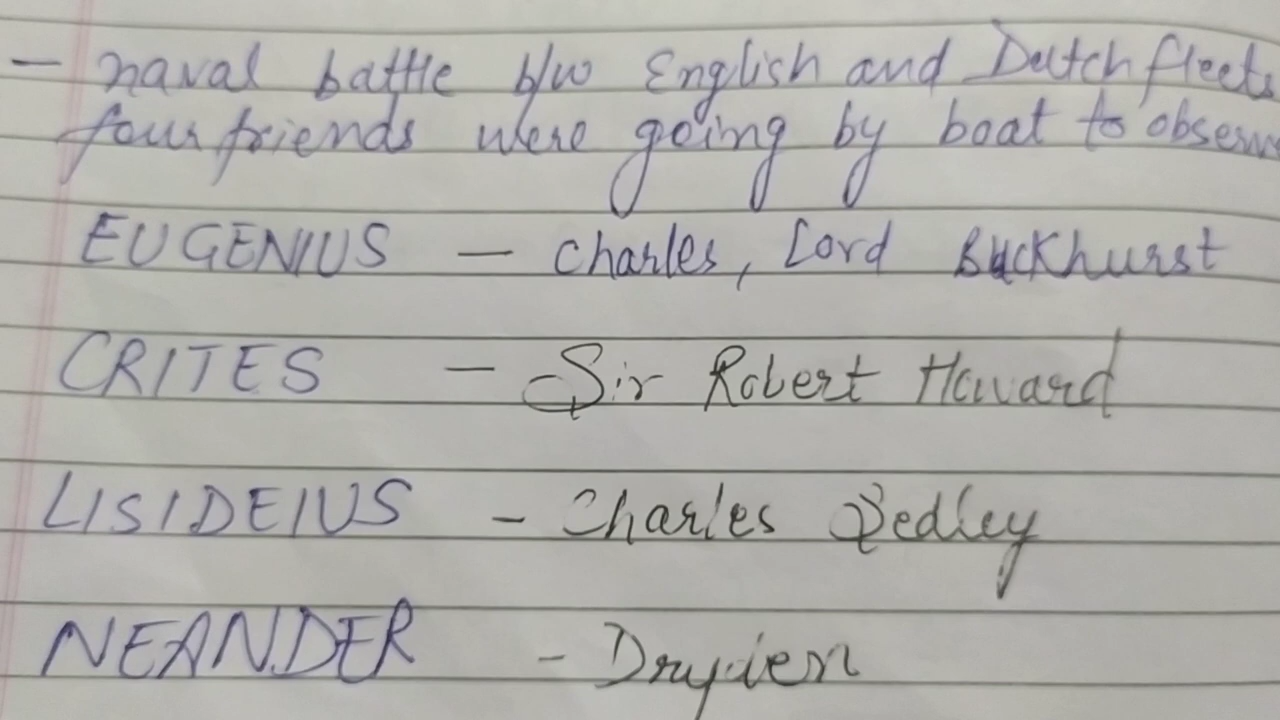 - naval battle b/w English and Dutch fleets
four friends were going by boat to observe
EUGENIUS - Charles, Lord Buckhurst
CRITES - Sir Robert Howard
LISIDEIUS - Charles Sedley
NEANDER - Dryden